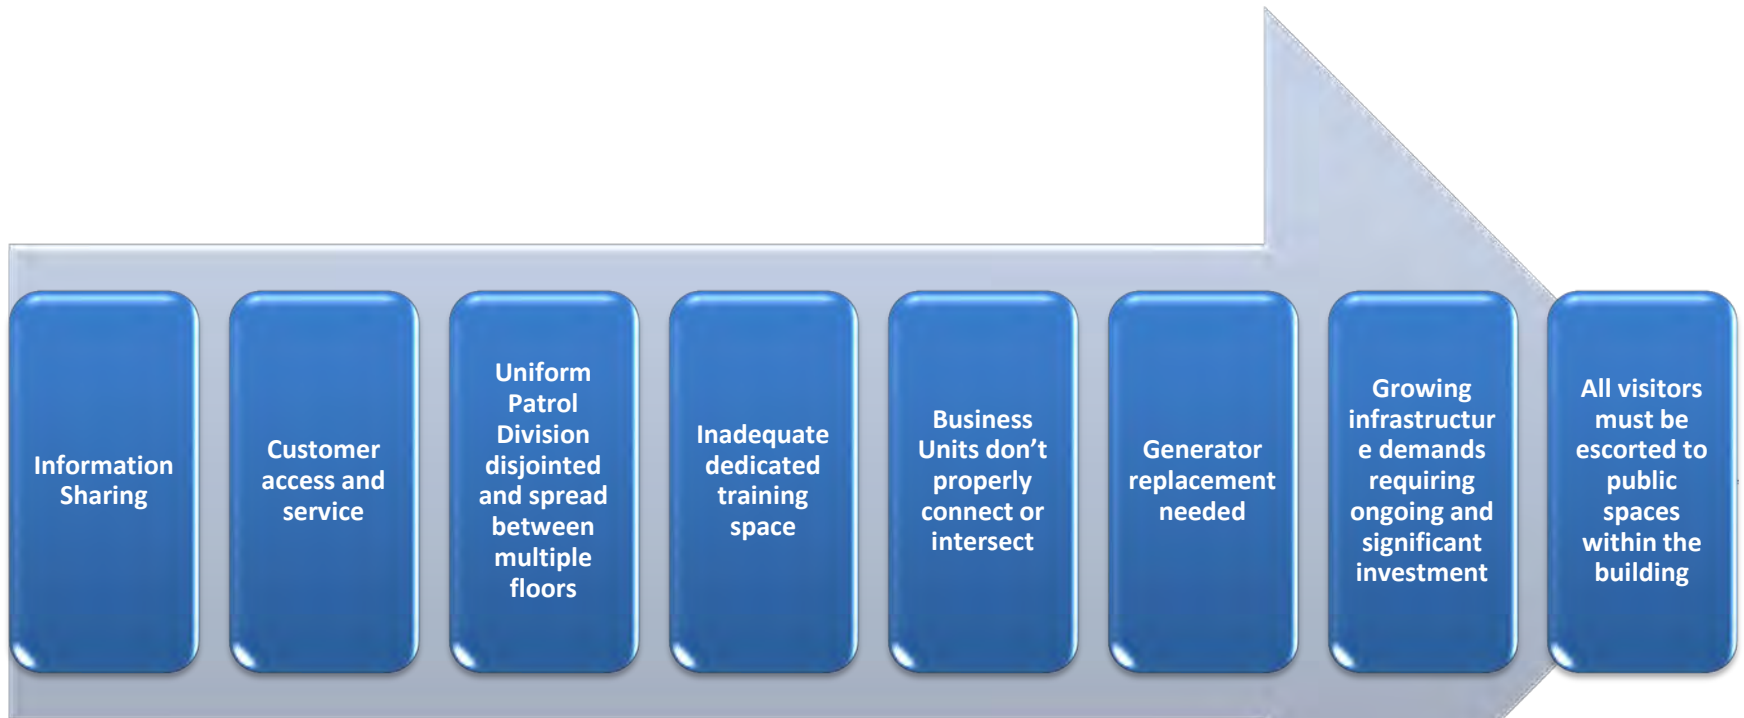 Information
Sharing
Customer
access and
service
Uniform
Patrol
Division
disjointed
and spread
between
multiple
floors
Inadequate
dedicated
training
space
Business
Units don’t
properly
connect or
intersect
Generator
replacement
needed
Growing
infrastructur
e demands
requiring
ongoing and
significant
investment
All visitors
must be
escorted to
public
spaces
within the
building